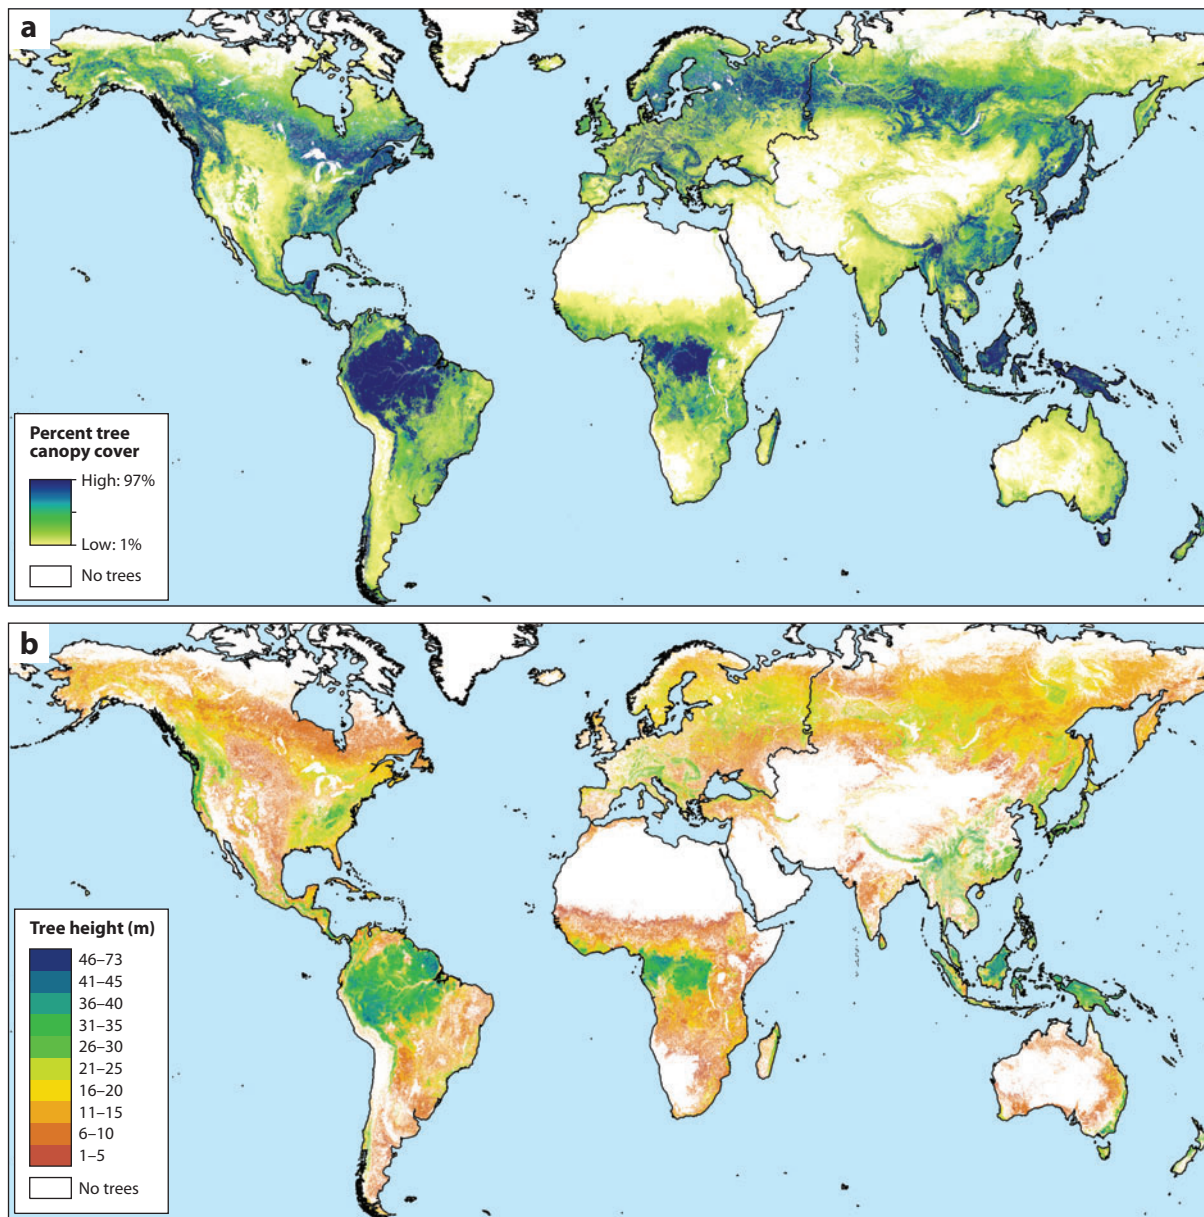 a
Percent tree
canopy cover
High: 97%
Low: 1%
No trees
b
Tree height (m)
46–73
41–45
36–40
31–35
26–30
21–25
16–20
11–15
6–10
1–5
No trees